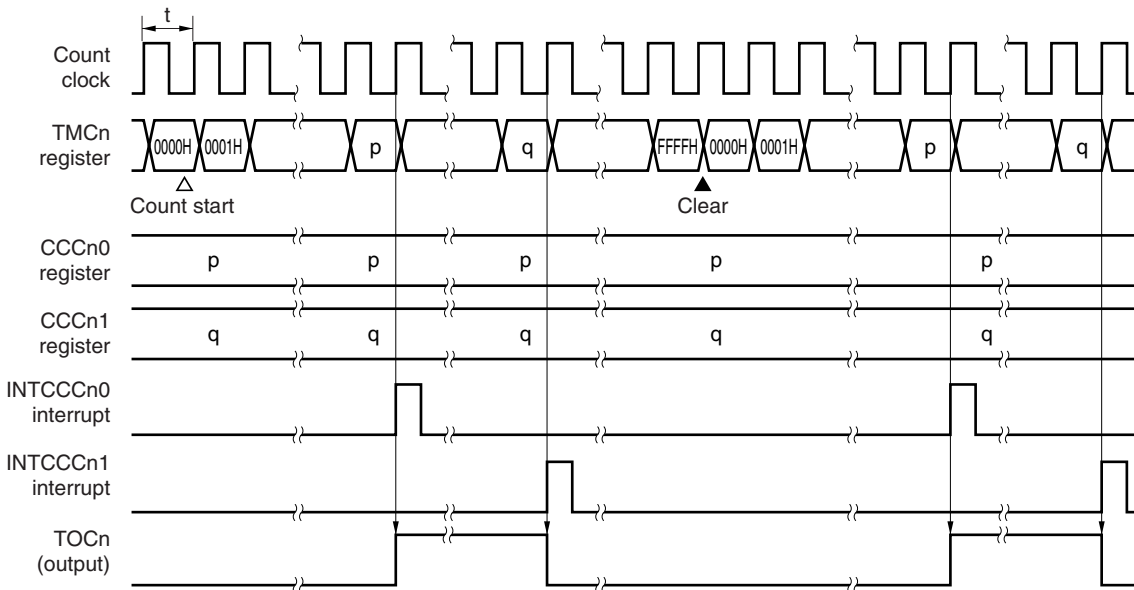 t
Count
clock
TMCn
register
0000H 0001H p q FFFFH 0000H 0001H p q
Count start Clear
CCCn0
register
p p p p p
CCCn1
register
q q q q q
INTCCCn0
interrupt
INTCCCn1
interrupt
TOCn
(output)